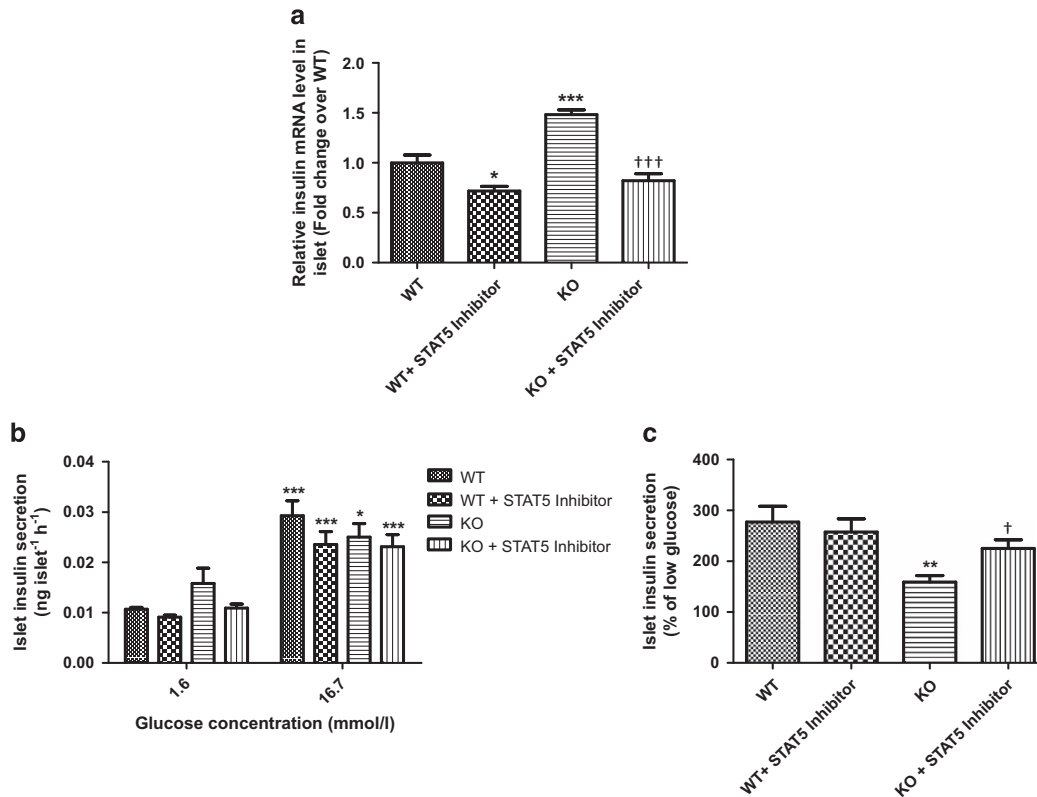 a
Relative insulin mRNA level in
islet (Fold change over WT)
2.0
1.5
1.0
0.5
0.0
*
***
†††
WT
WT+ STAT5 Inhibitor
KO
KO + STAT5 Inhibitor
b
Islet insulin secretion
(ng islet⁻¹ h⁻¹)
0.04
0.03
0.02
0.01
0.00
***
***
*
***
1.6
16.7
Glucose concentration (mmol/l)
WT
WT + STAT5 Inhibitor
KO
KO + STAT5 Inhibitor
c
Islet insulin secretion
(% of low glucose)
400
300
200
100
0
**
†
WT
WT+ STAT5 Inhibitor
KO
KO + STAT5 Inhibitor